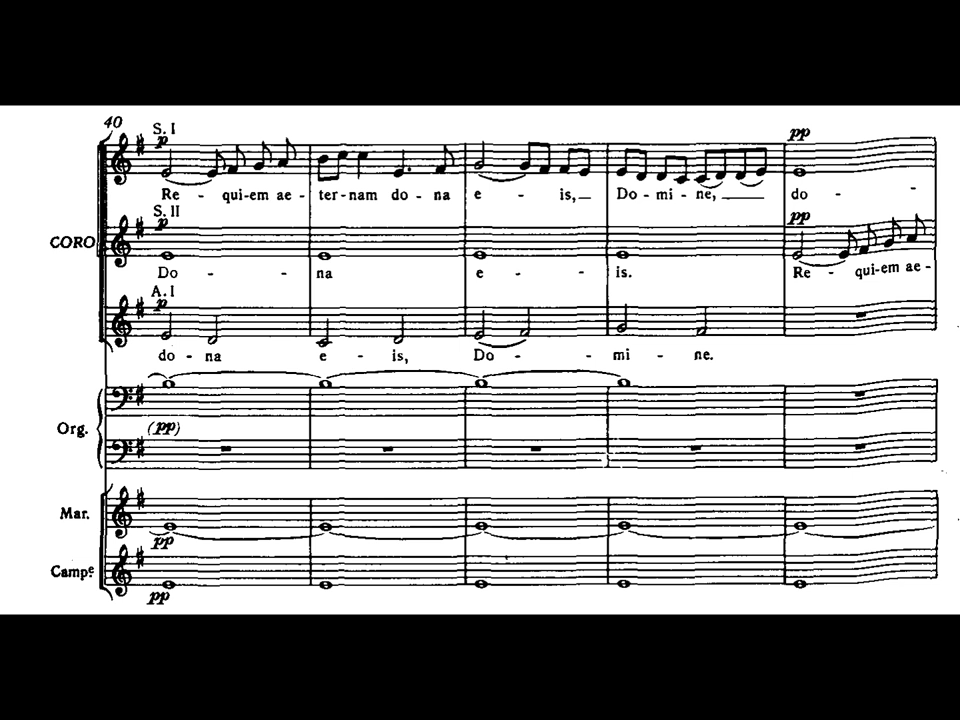 40
S. I
p
Re - qui-em ae - ter-nam do - na e - is, Do - mi - ne, do -
pp
S. II
p
CORO
Do - - na e - - is. Re - qui-em ae -
pp
A. I
p
do - na e - is, Do - - mi - ne.
Org.
(pp)
Mar.
pp
Campe
pp